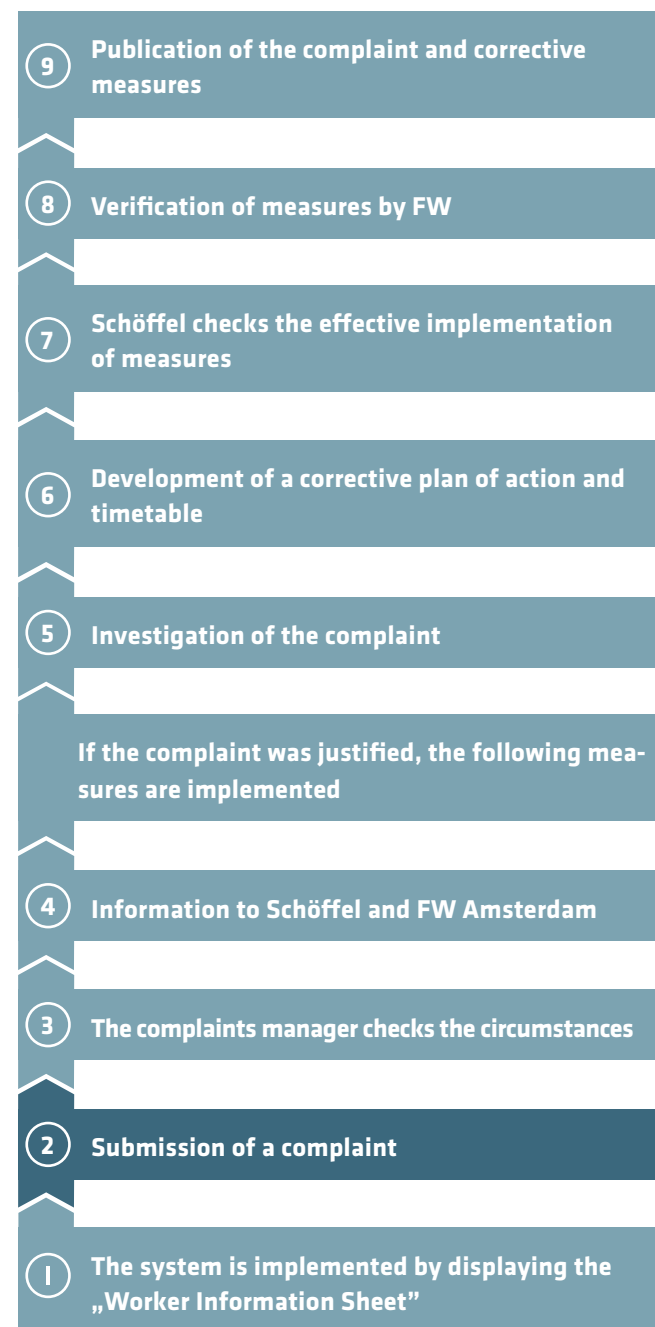 9
Publication of the complaint and corrective
measures
8
Verification of measures by FW
7
Schöffel checks the effective implementation
of measures
6
Development of a corrective plan of action and
timetable
5
Investigation of the complaint
If the complaint was justified, the following mea-
sures are implemented
4
Information to Schöffel and FW Amsterdam
3
The complaints manager checks the circumstances
2
Submission of a complaint
1
The system is implemented by displaying the
„Worker Information Sheet”